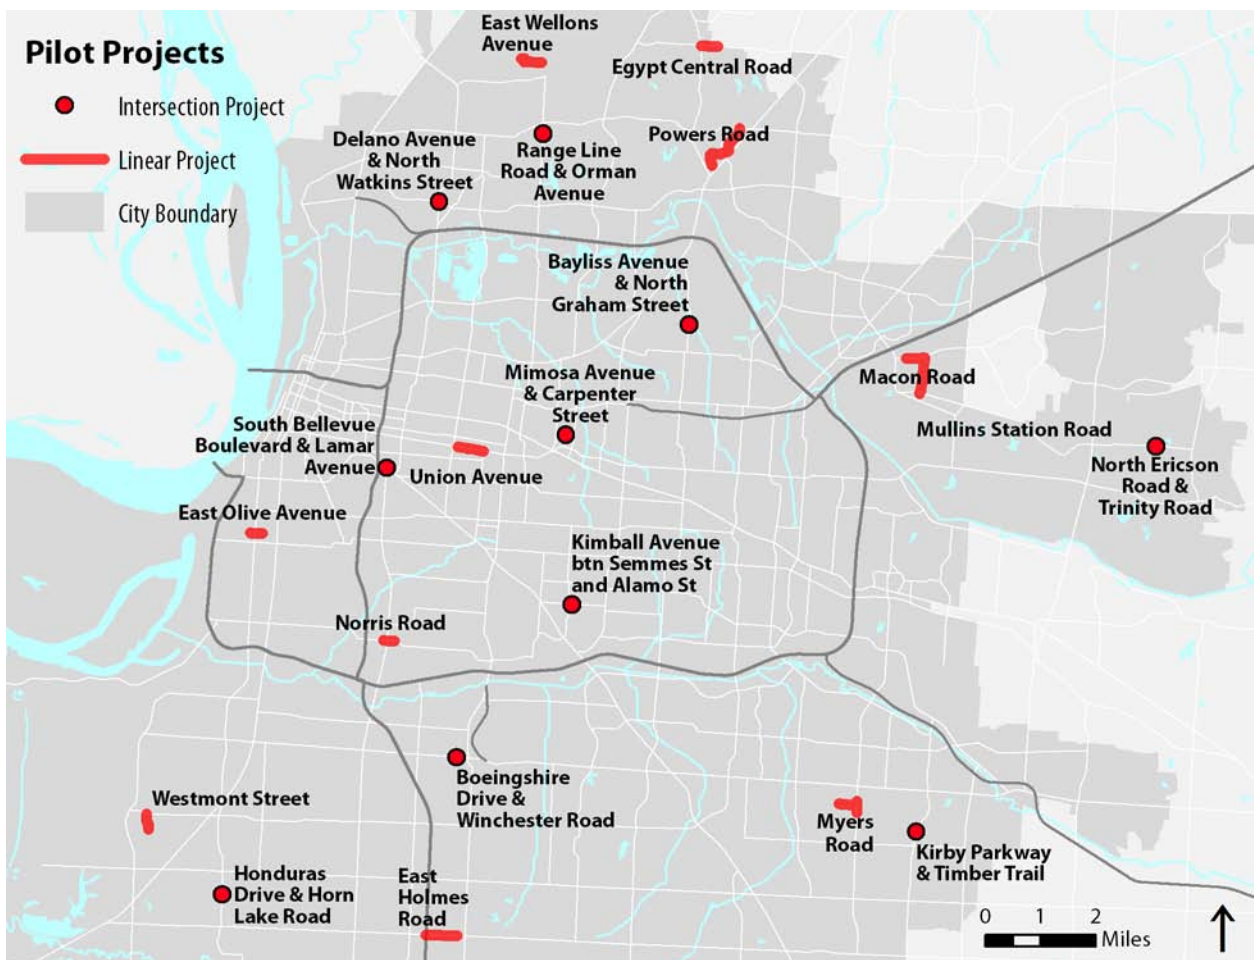 Pilot Projects
Intersection Project
Linear Project
City Boundary
East Wellons
Avenue
Egypt Central Road
Delano Avenue
& North
Watkins Street
Range Line
Road & Orman
Avenue
Powers Road
Bayliss Avenue
& North
Graham Street
Mimosa Avenue
& Carpenter
Street
Macon Road
South Bellevue
Boulevard & Lamar
Avenue
Union Avenue
Mullins Station Road
North Ericson
Road &
Trinity Road
East Olive Avenue
Kimball Avenue
btn Semmes St
and Alamo St
Norris Road
Boeingshire
Drive &
Winchester Road
Westmont Street
Myers
Road
Kirby Parkway
& Timber Trail
Honduras
Drive & Horn
Lake Road
East
Holmes
Road
0 1 2
Miles